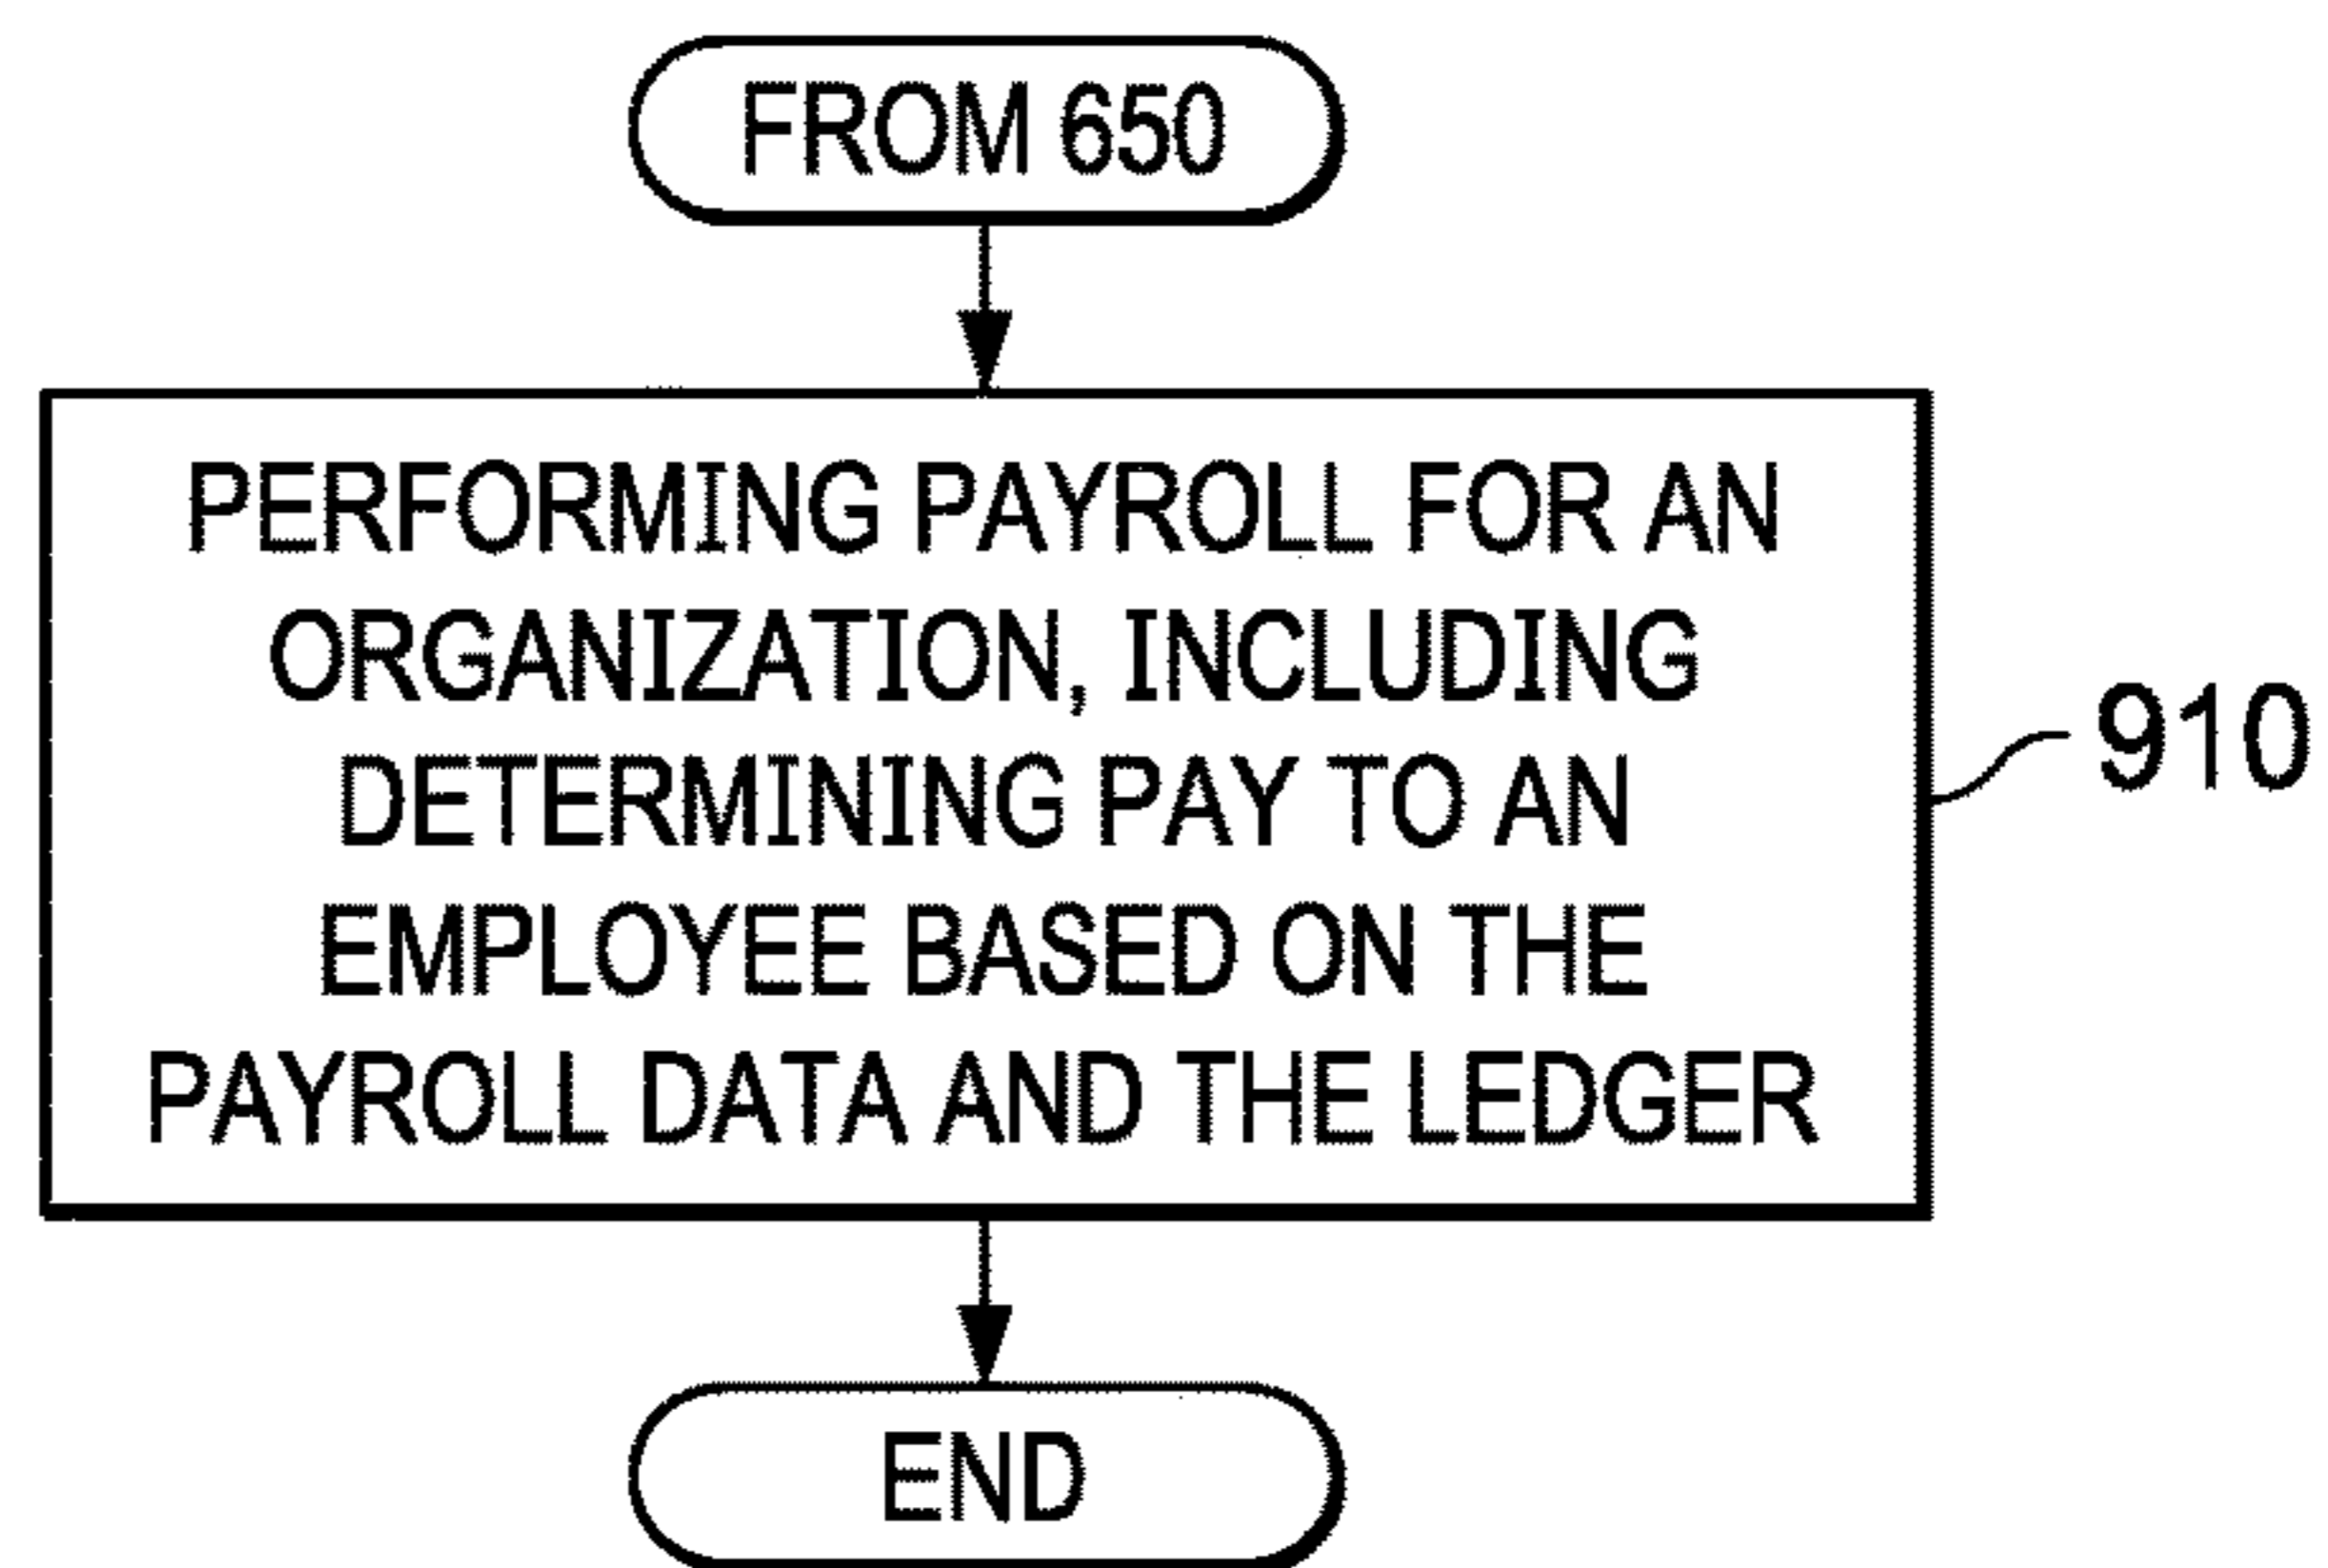 FROM 650
PERFORMING PAYROLL FOR AN
ORGANIZATION, INCLUDING
DETERMINING PAY TO AN
EMPLOYEE BASED ON THE
PAYROLL DATA AND THE LEDGER
910
END